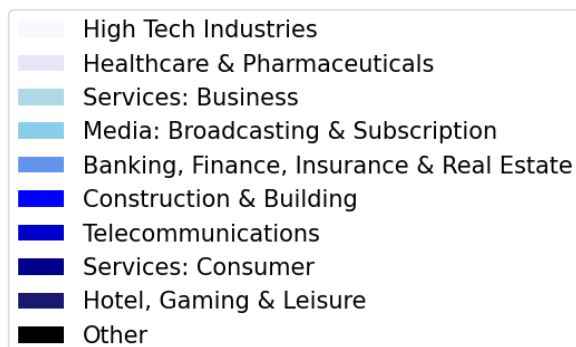 High Tech Industries
Healthcare & Pharmaceuticals
Services: Business
Media: Broadcasting & Subscription
Banking, Finance, Insurance & Real Estate
Construction & Building
Telecommunications
Services: Consumer
Hotel, Gaming & Leisure
Other